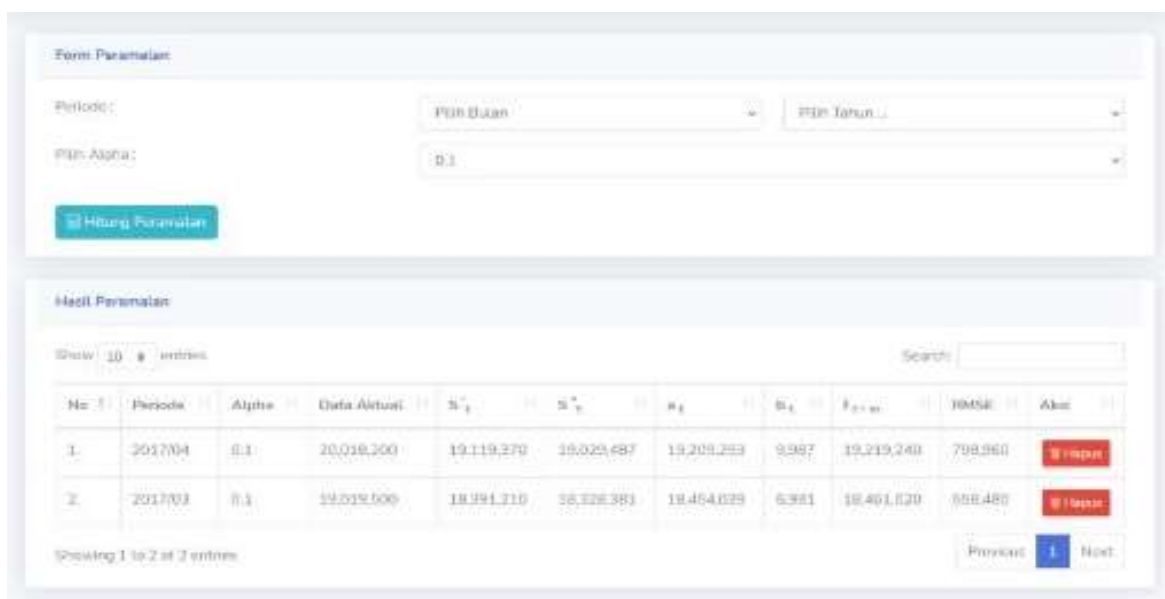 Form Peramalan
Periode :
Pilih Bulan
Pilih Tahun ...
Pilih Alpha :
0.1
Hitung Peramalan
Hasil Peramalan
Show 10 entries
Search:
No Periode Alpha Data Aktual S't S"t at Bt Ft+m RMSE Aksi
1. 2017/04 0.1 20,018,200 19,119,370 19,029,487 19,209,253 9,987 19,219,240 798,960 Hapus
2. 2017/03 0.1 19,019,500 18,391,210 18,328,381 18,454,039 6,981 18,461,020 558,480 Hapus
Showing 1 to 2 of 2 entries
Previous 1 Next